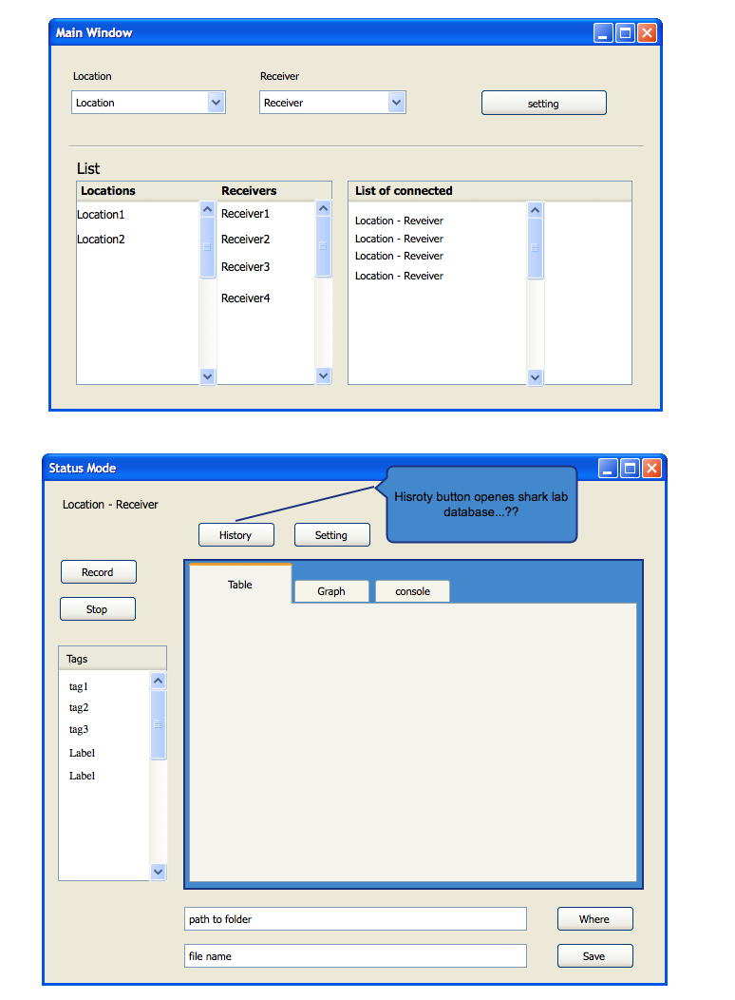 Main Window
Location
Receiver
Location
Receiver
setting
List
Locations
Receivers
List of connected
Location1
Location2
Receiver1
Receiver2
Receiver3
Receiver4
Location - Reveiver
Location - Reveiver
Location - Reveiver
Location - Reveiver
Status Mode
Location - Receiver
Hisroty button openes shark lab
database...??
History
Setting
Record
Stop
Table
Graph
console
Tags
tag1
tag2
tag3
Label
Label
path to folder
Where
file name
Save